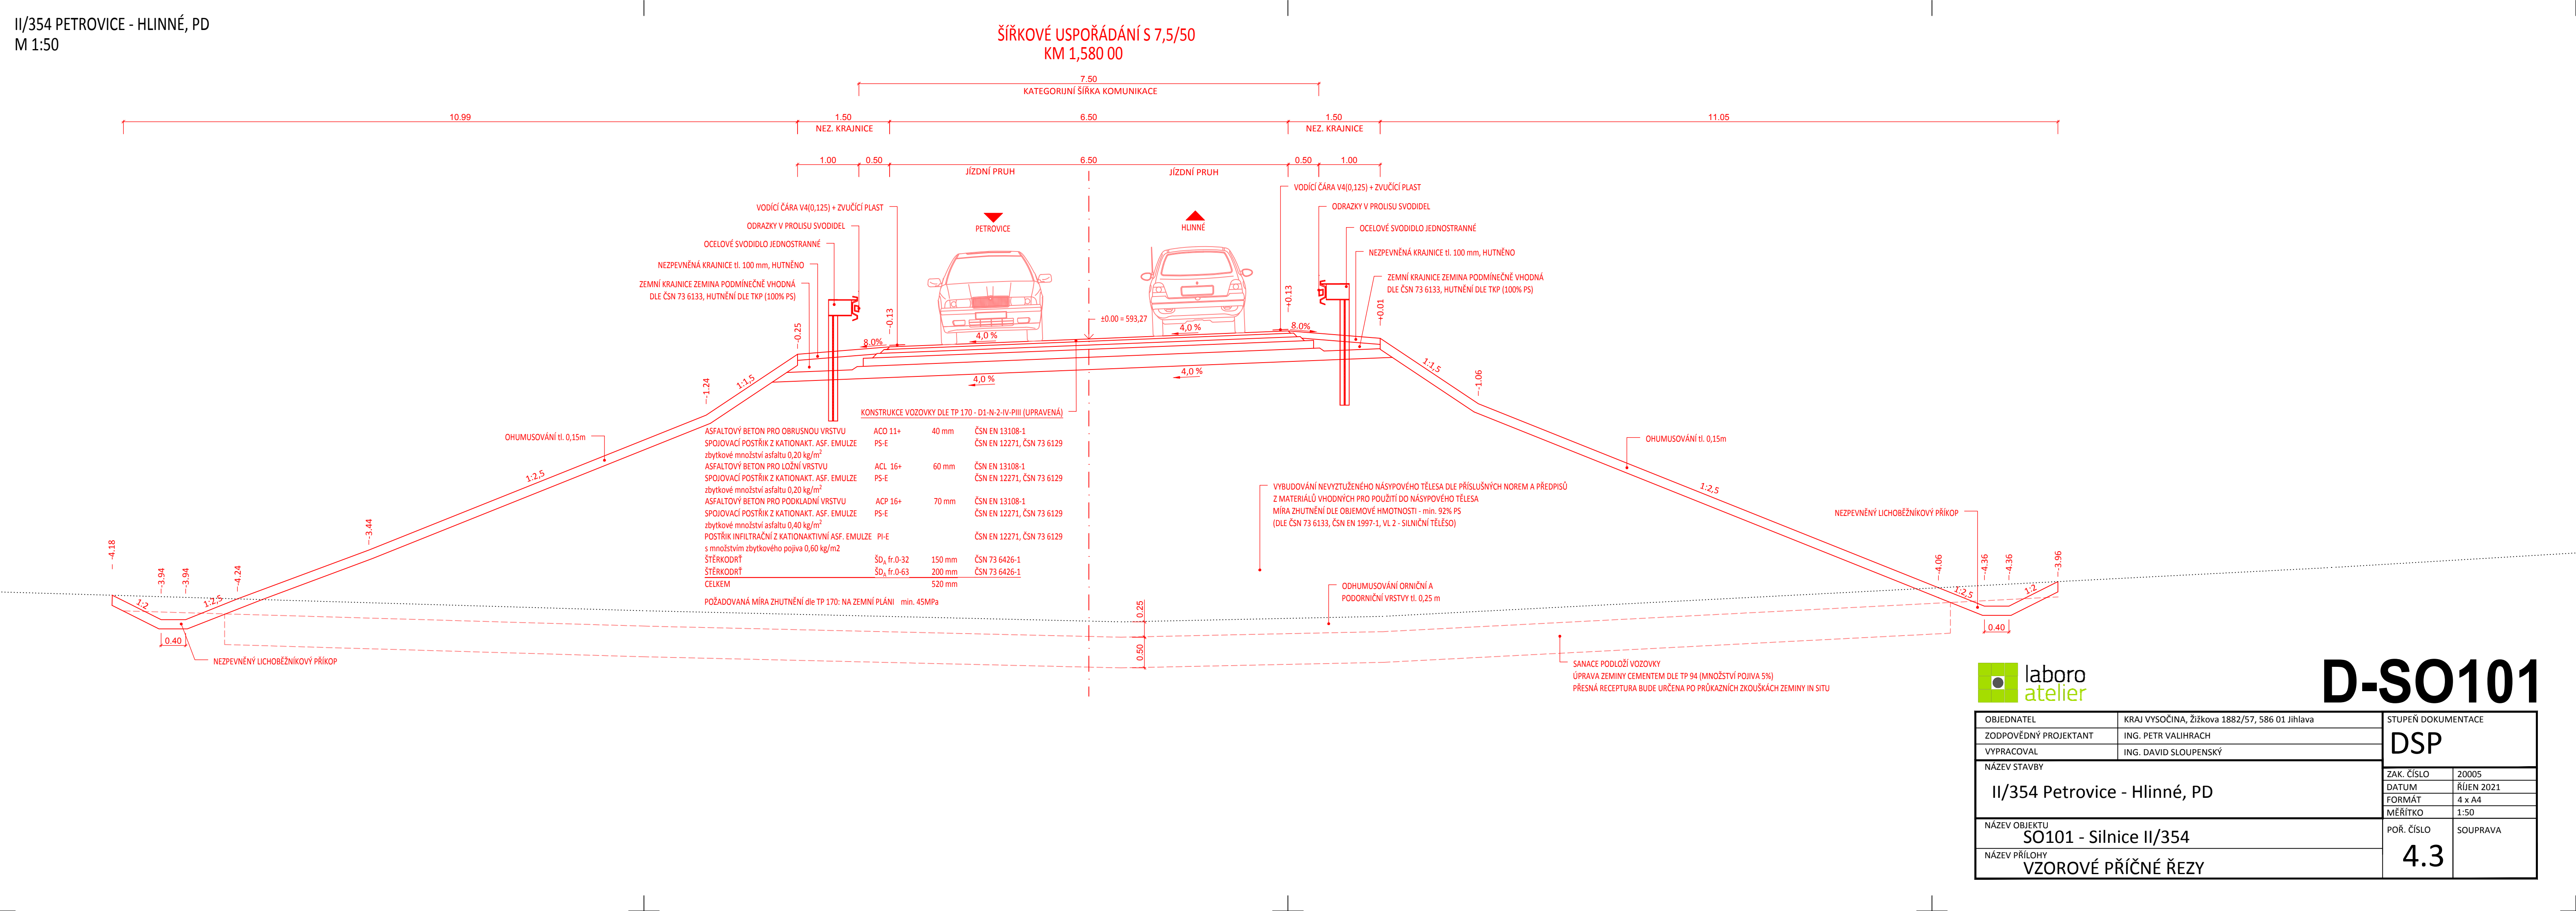 II/354 PETROVICE - HLINNÉ, PD
M 1:50
ŠÍŘKOVÉ USPOŘÁDÁNÍ S 7,5/50
KM 1,580 00
7.50
KATEGORIJNÍ ŠÍŘKA KOMUNIKACE
10.99
1.50
6.50
1.50
11.05
NEZ. KRAJNICE
NEZ. KRAJNICE
1.00
0.50
6.50
0.50
1.00
JÍZDNÍ PRUH
JÍZDNÍ PRUH
VODÍCÍ ČÁRA V4(0,125) + ZVUČÍCÍ PLAST
ODRAZKY V PROLISU SVODIDEL
OCELOVÉ SVODIDLO JEDNOSTRANNÉ
NEZPEVNĚNÁ KRAJNICE tl. 100 mm, HUTNĚNO
ZEMNÍ KRAJNICE ZEMINA PODMÍNEČNĚ VHODNÁ
DLE ČSN 73 6133, HUTNĚNÍ DLE TKP (100% PS)
PETROVICE
HLINNÉ
VODÍCÍ ČÁRA V4(0,125) + ZVUČÍCÍ PLAST
ODRAZKY V PROLISU SVODIDEL
OCELOVÉ SVODIDLO JEDNOSTRANNÉ
NEZPEVNĚNÁ KRAJNICE tl. 100 mm, HUTNĚNO
ZEMNÍ KRAJNICE ZEMINA PODMÍNEČNĚ VHODNÁ
DLE ČSN 73 6133, HUTNĚNÍ DLE TKP (100% PS)
-0.25
-0.13
±0.00 = 593,27
+0.13
+0.01
8.0%
4,0 %
4,0 %
8.0%
4,0 %
4,0 %
-1.24
1:1,5
1:1,5
-1.06
KONSTRUKCE VOZOVKY DLE TP 170 - D1-N-2-IV-PIII (UPRAVENÁ)
ASFALTOVÝ BETON PRO OBRUSNOU VRSTVU ACO 11+ 40 mm ČSN EN 13108-1
SPOJOVACÍ POSTŘIK Z KATIONAKT. ASF. EMULZE PS-E ČSN EN 12271, ČSN 73 6129
zbytkové množství asfaltu 0,20 kg/m²
ASFALTOVÝ BETON PRO LOŽNÍ VRSTVU ACL 16+ 60 mm ČSN EN 13108-1
SPOJOVACÍ POSTŘIK Z KATIONAKT. ASF. EMULZE PS-E ČSN EN 12271, ČSN 73 6129
zbytkové množství asfaltu 0,20 kg/m²
ASFALTOVÝ BETON PRO PODKLADNÍ VRSTVU ACP 16+ 70 mm ČSN EN 13108-1
SPOJOVACÍ POSTŘIK Z KATIONAKT. ASF. EMULZE PS-E ČSN EN 12271, ČSN 73 6129
zbytkové množství asfaltu 0,40 kg/m²
POSTŘIK INFILTRAČNÍ Z KATIONAKTIVNÍ ASF. EMULZE PI-E ČSN EN 12271, ČSN 73 6129
s množstvím zbytkového pojiva 0,60 kg/m2
ŠTĚRKODRŤ ŠDA fr.0-32 150 mm ČSN 73 6426-1
ŠTĚRKODRŤ ŠDA fr.0-63 200 mm ČSN 73 6426-1
CELKEM 520 mm
POŽADOVANÁ MÍRA ZHUTNĚNÍ dle TP 170: NA ZEMNÍ PLÁNI min. 45MPa
OHUMUSOVÁNÍ tl. 0,15m
1:2,5
-3.44
-4.18
-3.94
-3.94
-4.24
1:2
1:2,5
0.40
NEZPEVNĚNÝ LICHOBĚŽNÍKOVÝ PŘÍKOP
VYBUDOVÁNÍ NEVYZTUŽENÉHO NÁSYPOVÉHO TĚLESA DLE PŘÍSLUŠNÝCH NOREM A PŘEDPISŮ
Z MATERIÁLŮ VHODNÝCH PRO POUŽITÍ DO NÁSYPOVÉHO TĚLESA
MÍRA ZHUTNĚNÍ DLE OBJEMOVÉ HMOTNOSTI - min. 92% PS
(DLE ČSN 73 6133, ČSN EN 1997-1, VL 2 - SILNIČNÍ TĚLĚSO)
ODHUMUSOVÁNÍ ORNIČNÍ A
PODORNIČNÍ VRSTVY tl. 0,25 m
0.25
0.50
OHUMUSOVÁNÍ tl. 0,15m
1:2,5
NEZPEVNĚNÝ LICHOBĚŽNÍKOVÝ PŘÍKOP
-4.06
-4.36
-4.36
-3.96
1:2,5
1:2
0.40
SANACE PODLOŽÍ VOZOVKY
ÚPRAVA ZEMINY CEMENTEM DLE TP 94 (MNOŽSTVÍ POJIVA 5%)
PŘESNÁ RECEPTURA BUDE URČENA PO PRŮKAZNÍCH ZKOUŠKÁCH ZEMINY IN SITU
laboro
atelier
D-SO101
OBJEDNATEL KRAJ VYSOČINA, Žižkova 1882/57, 586 01 Jihlava
ZODPOVĚDNÝ PROJEKTANT ING. PETR VALIHRACH
VYPRACOVAL ING. DAVID SLOUPENSKÝ
STUPEŇ DOKUMENTACE
DSP
NÁZEV STAVBY
II/354 Petrovice - Hlinné, PD
ZAK. ČÍSLO 20005
DATUM ŘÍJEN 2021
FORMÁT 4 x A4
MĚŘÍTKO 1:50
NÁZEV OBJEKTU
SO101 - Silnice II/354
NÁZEV PŘÍLOHY
VZOROVÉ PŘÍČNÉ ŘEZY
POŘ. ČÍSLO SOUPRAVA
4.3